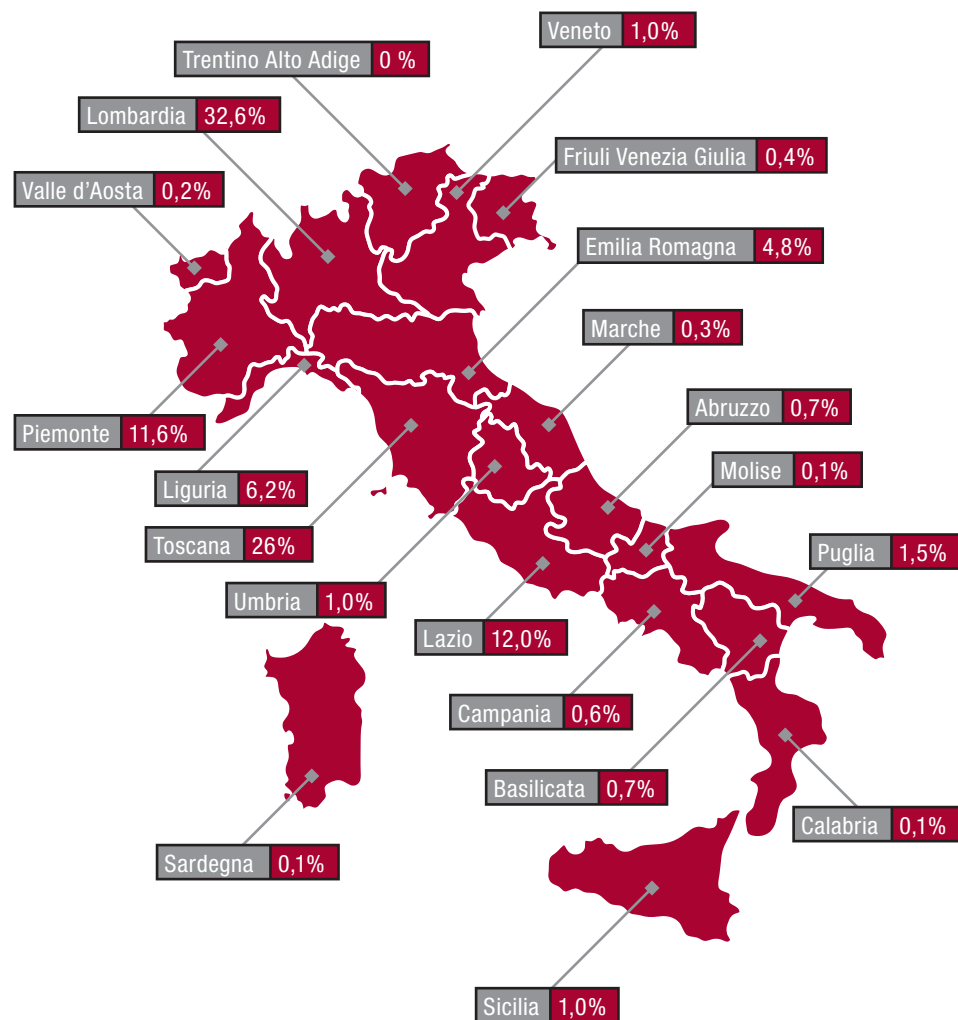 Veneto 1,0%
Trentino Alto Adige 0 %
Lombardia 32,6%
Friuli Venezia Giulia 0,4%
Valle d’Aosta 0,2%
Emilia Romagna 4,8%
Marche 0,3%
Abruzzo 0,7%
Piemonte 11,6%
Molise 0,1%
Liguria 6,2%
Toscana 26%
Puglia 1,5%
Umbria 1,0%
Lazio 12,0%
Campania 0,6%
Basilicata 0,7%
Calabria 0,1%
Sardegna 0,1%
Sicilia 1,0%